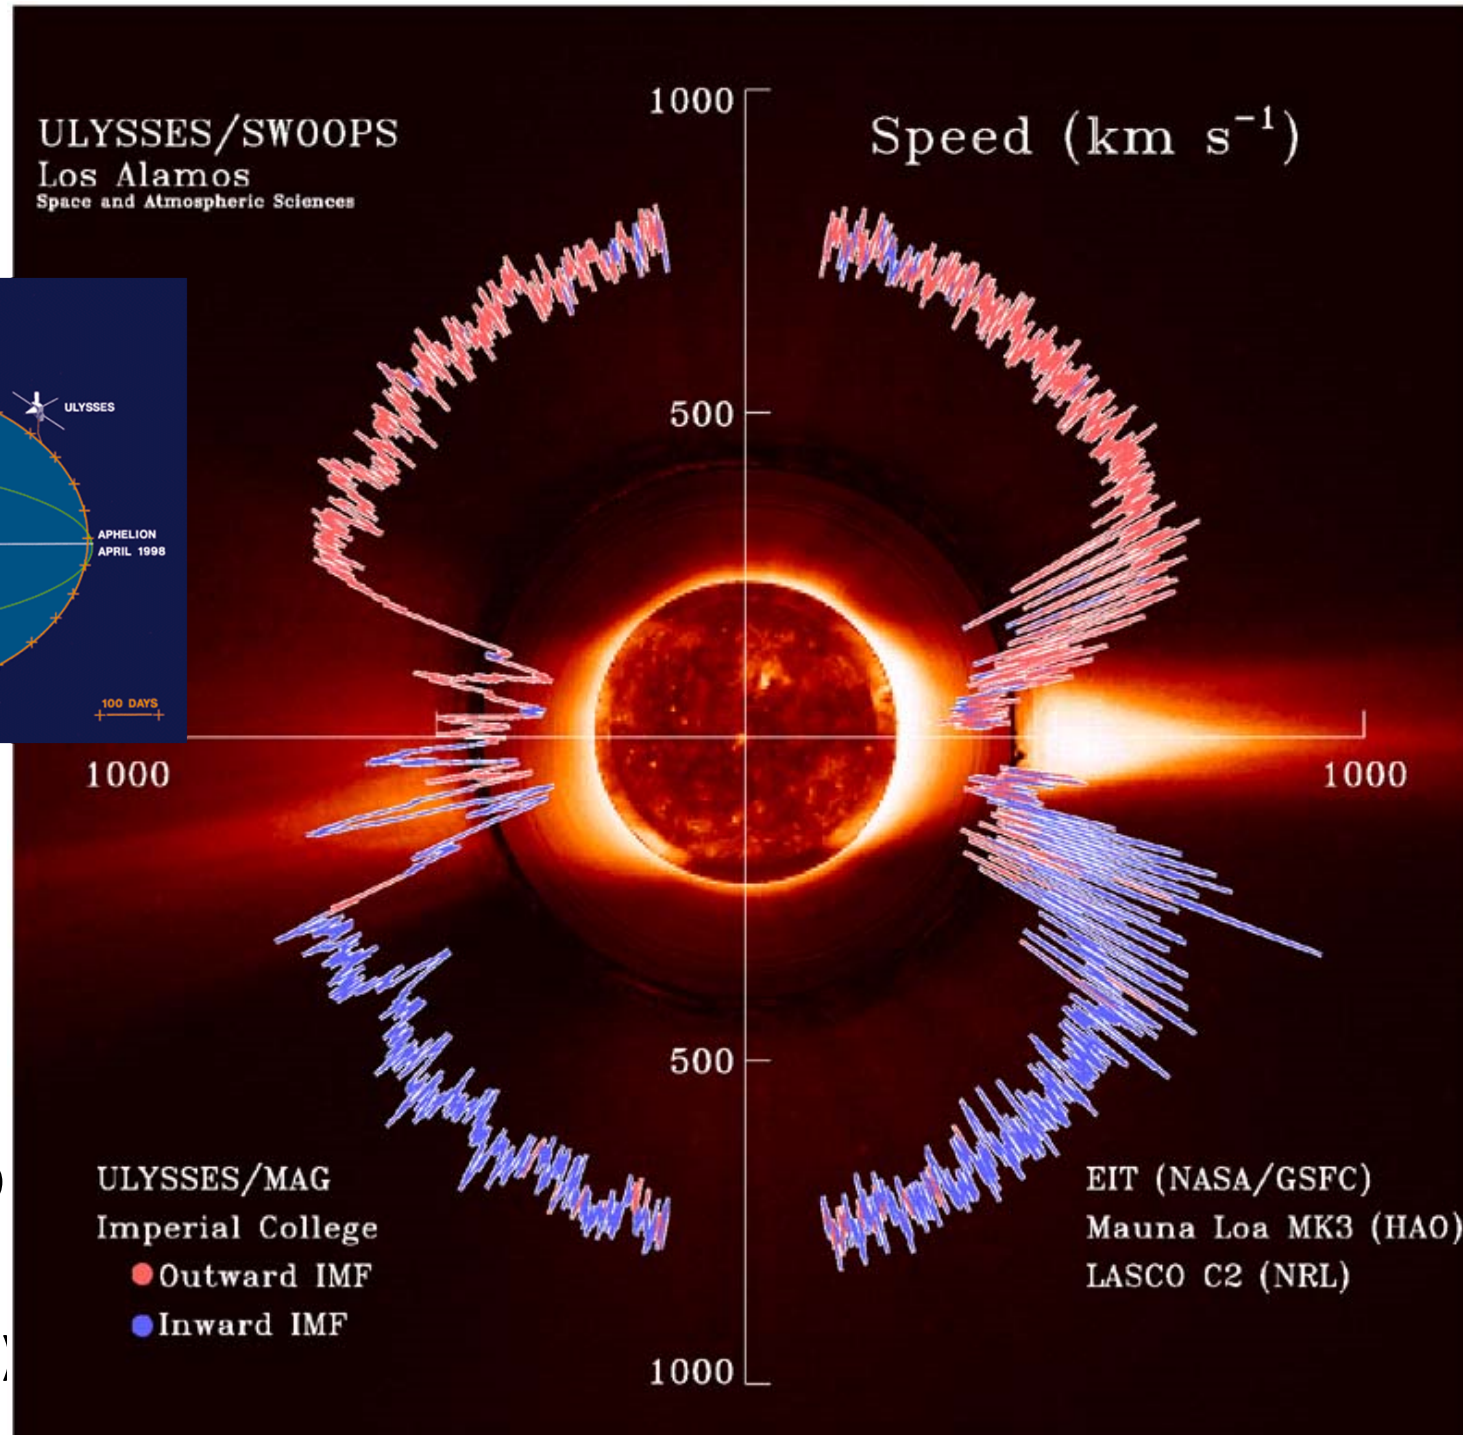 ULYSSES/SWOOPS
Los Alamos
Space and Atmospheric Sciences
Speed (km s⁻¹)
1000
500
ULYSSES
APHELION
APRIL 1998
100 DAYS
1000
1000
500
ULYSSES/MAG
Imperial College
Outward IMF
Inward IMF
EIT (NASA/GSFC)
Mauna Loa MK3 (HAO)
LASCO C2 (NRL)
1000
)